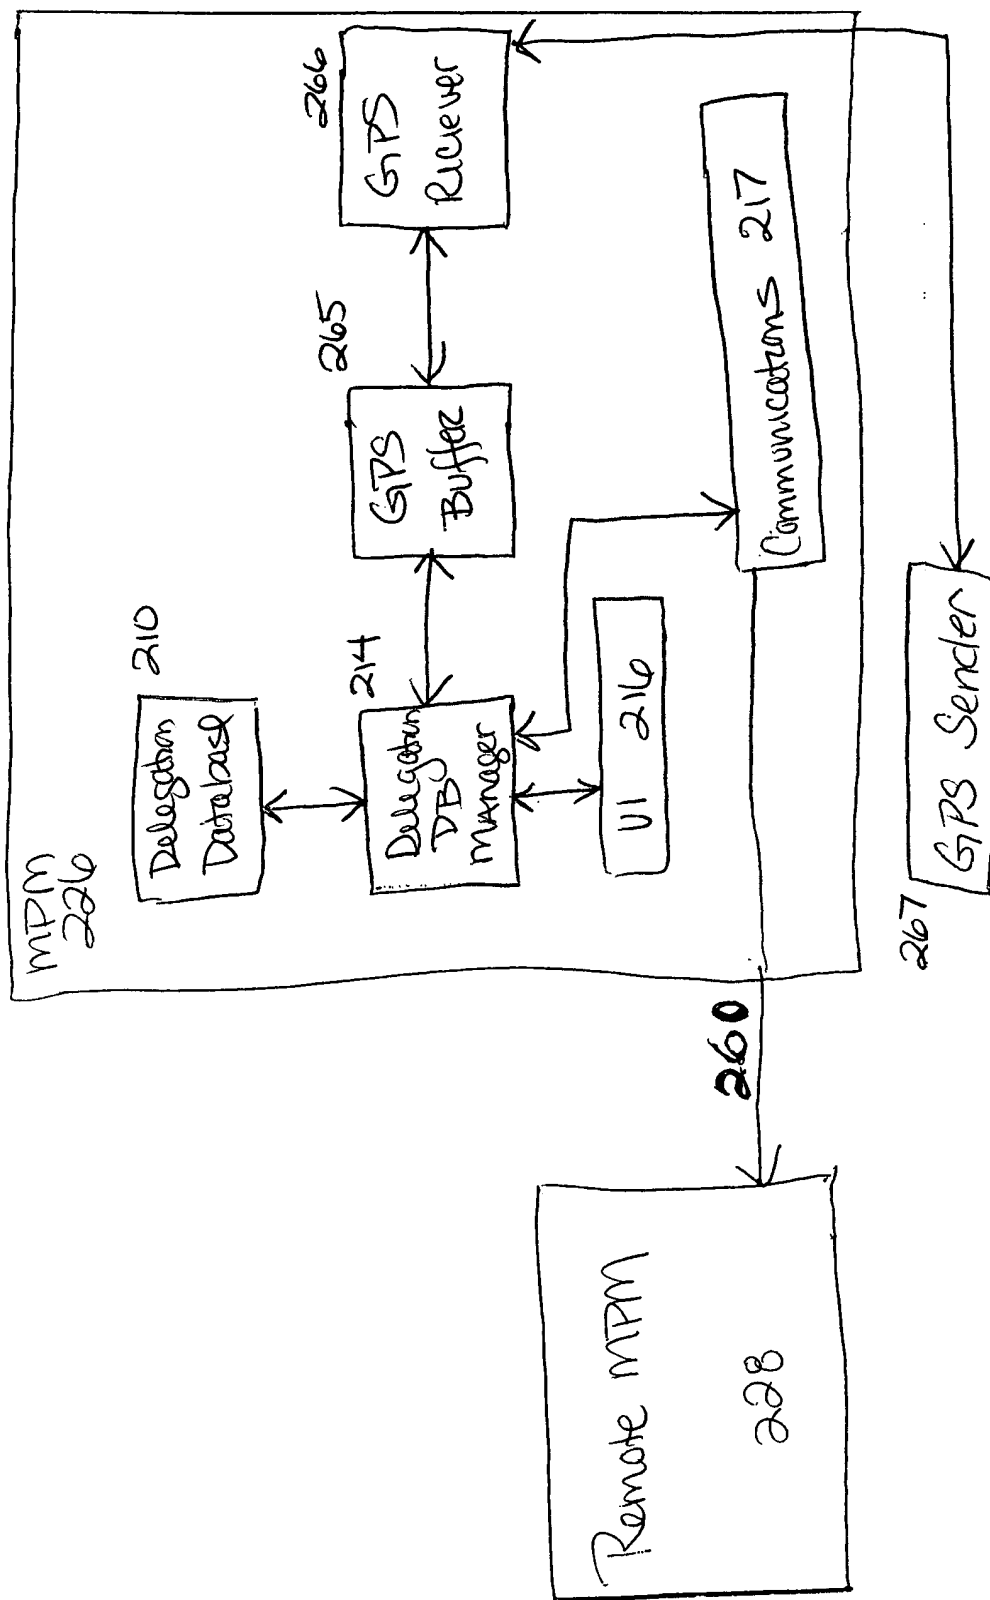 MPM
226
Delegation
Database
210
Delegation
DB
MANager
214
GPS
Buffer
265
GPS
Riciever
266
UI 216
Communications 217
GPS Sender
267
260
Remote MPM
228